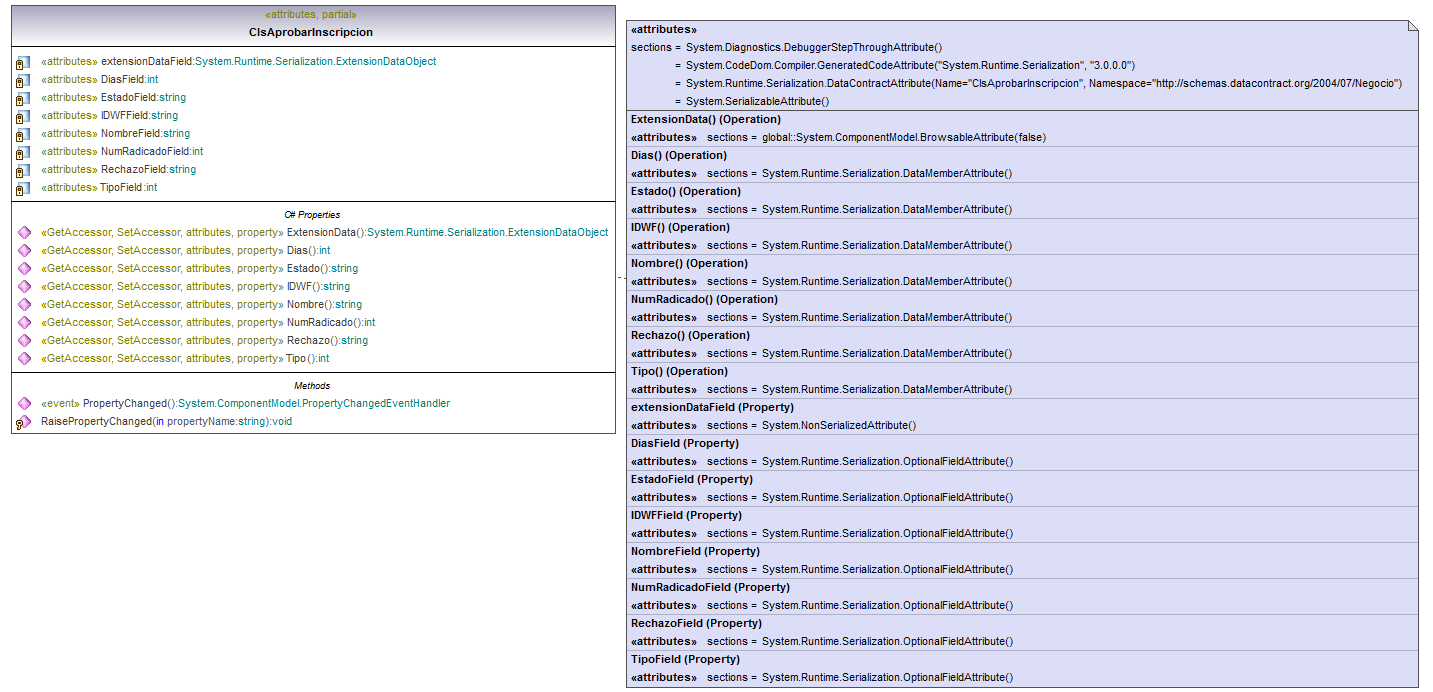 «attributes, partial»
ClsAprobarInscripcion
«attributes» extensionDataField:System.Runtime.Serialization.ExtensionDataObject
«attributes» DiasField:int
«attributes» EstadoField:string
«attributes» IDWFField:string
«attributes» NombreField:string
«attributes» NumRadicadoField:int
«attributes» RechazoField:string
«attributes» TipoField:int
C# Properties
«GetAccessor, SetAccessor, attributes, property» ExtensionData():System.Runtime.Serialization.ExtensionDataObject
«GetAccessor, SetAccessor, attributes, property» Dias():int
«GetAccessor, SetAccessor, attributes, property» Estado():string
«GetAccessor, SetAccessor, attributes, property» IDWF():string
«GetAccessor, SetAccessor, attributes, property» Nombre():string
«GetAccessor, SetAccessor, attributes, property» NumRadicado():int
«GetAccessor, SetAccessor, attributes, property» Rechazo():string
«GetAccessor, SetAccessor, attributes, property» Tipo():int
Methods
«event» PropertyChanged():System.ComponentModel.PropertyChangedEventHandler
RaisePropertyChanged(in propertyName:string):void
«attributes»
sections = System.Diagnostics.DebuggerStepThroughAttribute()
= System.CodeDom.Compiler.GeneratedCodeAttribute("System.Runtime.Serialization", "3.0.0.0")
= System.Runtime.Serialization.DataContractAttribute(Name="ClsAprobarInscripcion", Namespace="http://schemas.datacontract.org/2004/07/Negocio")
= System.SerializableAttribute()
ExtensionData() (Operation)
«attributes» sections = global::System.ComponentModel.BrowsableAttribute(false)
Dias() (Operation)
«attributes» sections = System.Runtime.Serialization.DataMemberAttribute()
Estado() (Operation)
«attributes» sections = System.Runtime.Serialization.DataMemberAttribute()
IDWF() (Operation)
«attributes» sections = System.Runtime.Serialization.DataMemberAttribute()
Nombre() (Operation)
«attributes» sections = System.Runtime.Serialization.DataMemberAttribute()
NumRadicado() (Operation)
«attributes» sections = System.Runtime.Serialization.DataMemberAttribute()
Rechazo() (Operation)
«attributes» sections = System.Runtime.Serialization.DataMemberAttribute()
Tipo() (Operation)
«attributes» sections = System.Runtime.Serialization.DataMemberAttribute()
extensionDataField (Property)
«attributes» sections = System.NonSerializedAttribute()
DiasField (Property)
«attributes» sections = System.Runtime.Serialization.OptionalFieldAttribute()
EstadoField (Property)
«attributes» sections = System.Runtime.Serialization.OptionalFieldAttribute()
IDWFField (Property)
«attributes» sections = System.Runtime.Serialization.OptionalFieldAttribute()
NombreField (Property)
«attributes» sections = System.Runtime.Serialization.OptionalFieldAttribute()
NumRadicadoField (Property)
«attributes» sections = System.Runtime.Serialization.OptionalFieldAttribute()
RechazoField (Property)
«attributes» sections = System.Runtime.Serialization.OptionalFieldAttribute()
TipoField (Property)
«attributes» sections = System.Runtime.Serialization.OptionalFieldAttribute()